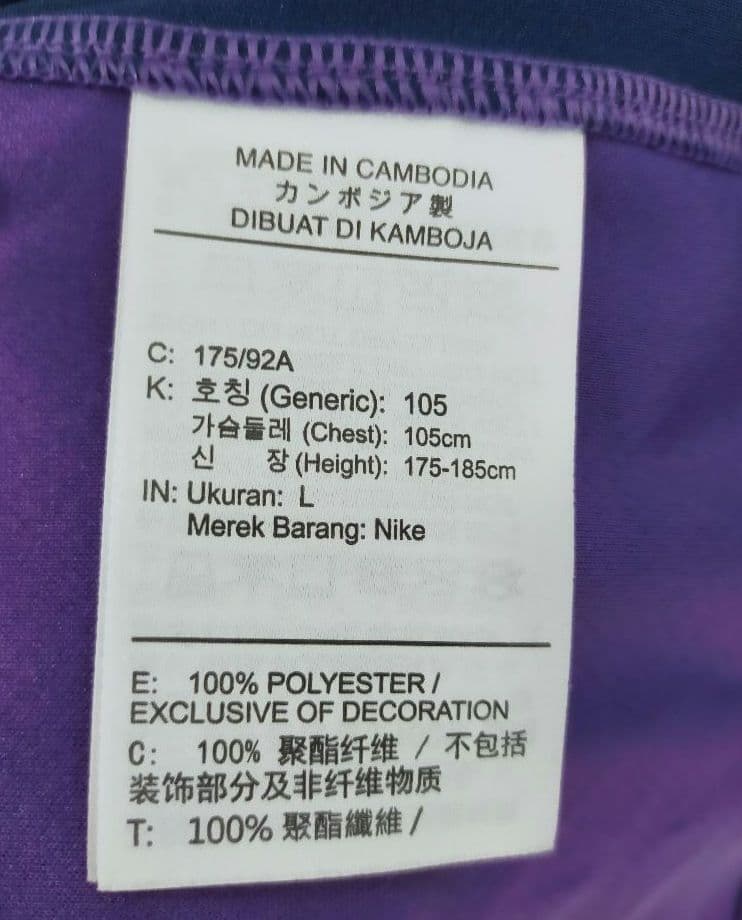 MADE IN CAMBODIA
カンボジア製
DIBUAT DI KAMBOJA
C: 175/92A
K: 호칭 (Generic): 105
가슴둘레 (Chest): 105cm
신 장 (Height): 175-185cm
IN: Ukuran: L
Merek Barang: Nike
E: 100% POLYESTER /
EXCLUSIVE OF DECORATION
C: 100% 聚酯纤维 / 不包括
装饰部分及非纤维物质
T: 100% 聚酯纖維 /